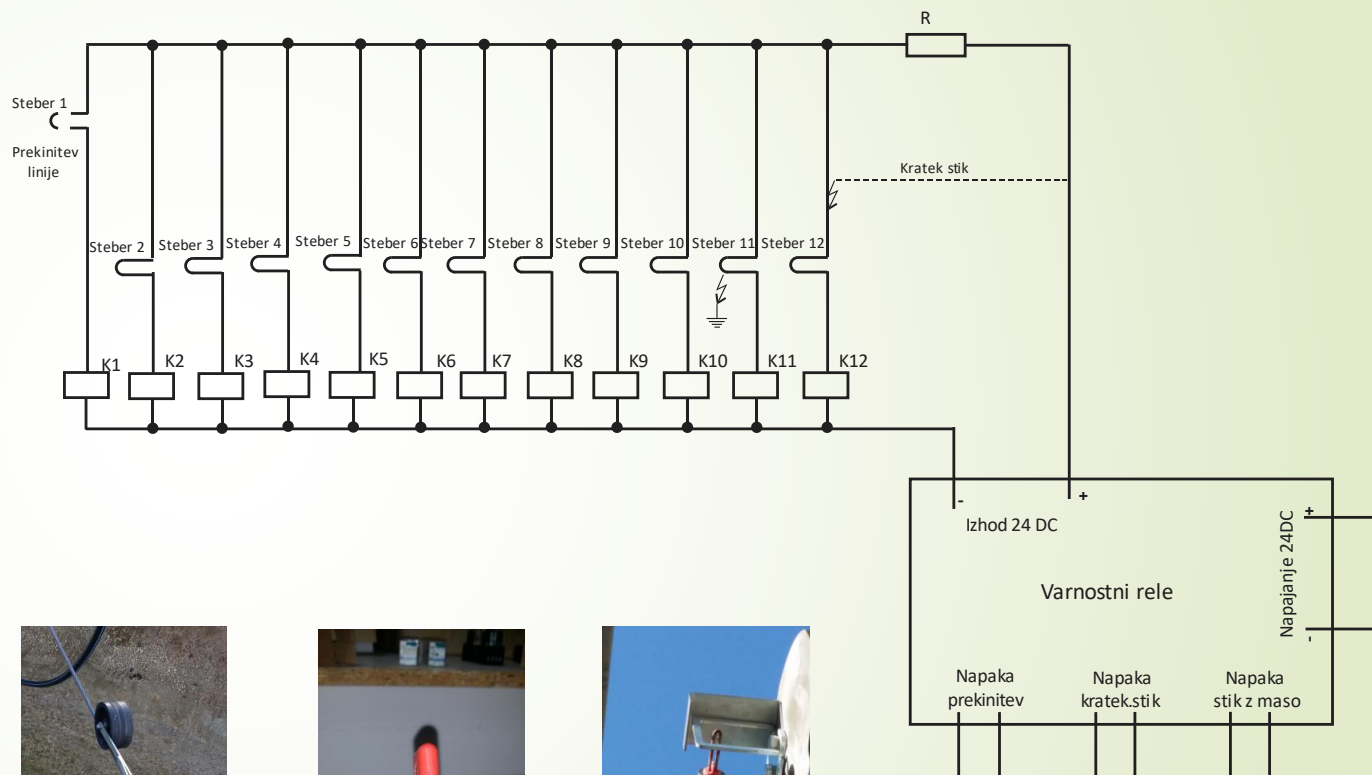 R
Steber 1
Prekinitev
linije
Kratek stik
Steber 2
Steber 3
Steber 4
Steber 5
Steber 6
Steber 7
Steber 8
Steber 9
Steber 10
Steber 11
Steber 12
K1
K2
K3
K4
K5
K6
K7
K8
K9
K10
K11
K12
- +
Izhod 24 DC
Varnostni rele
+
Napajanje 24DC
-
Napaka
prekinitev
Napaka
kratek.stik
Napaka
stik z maso